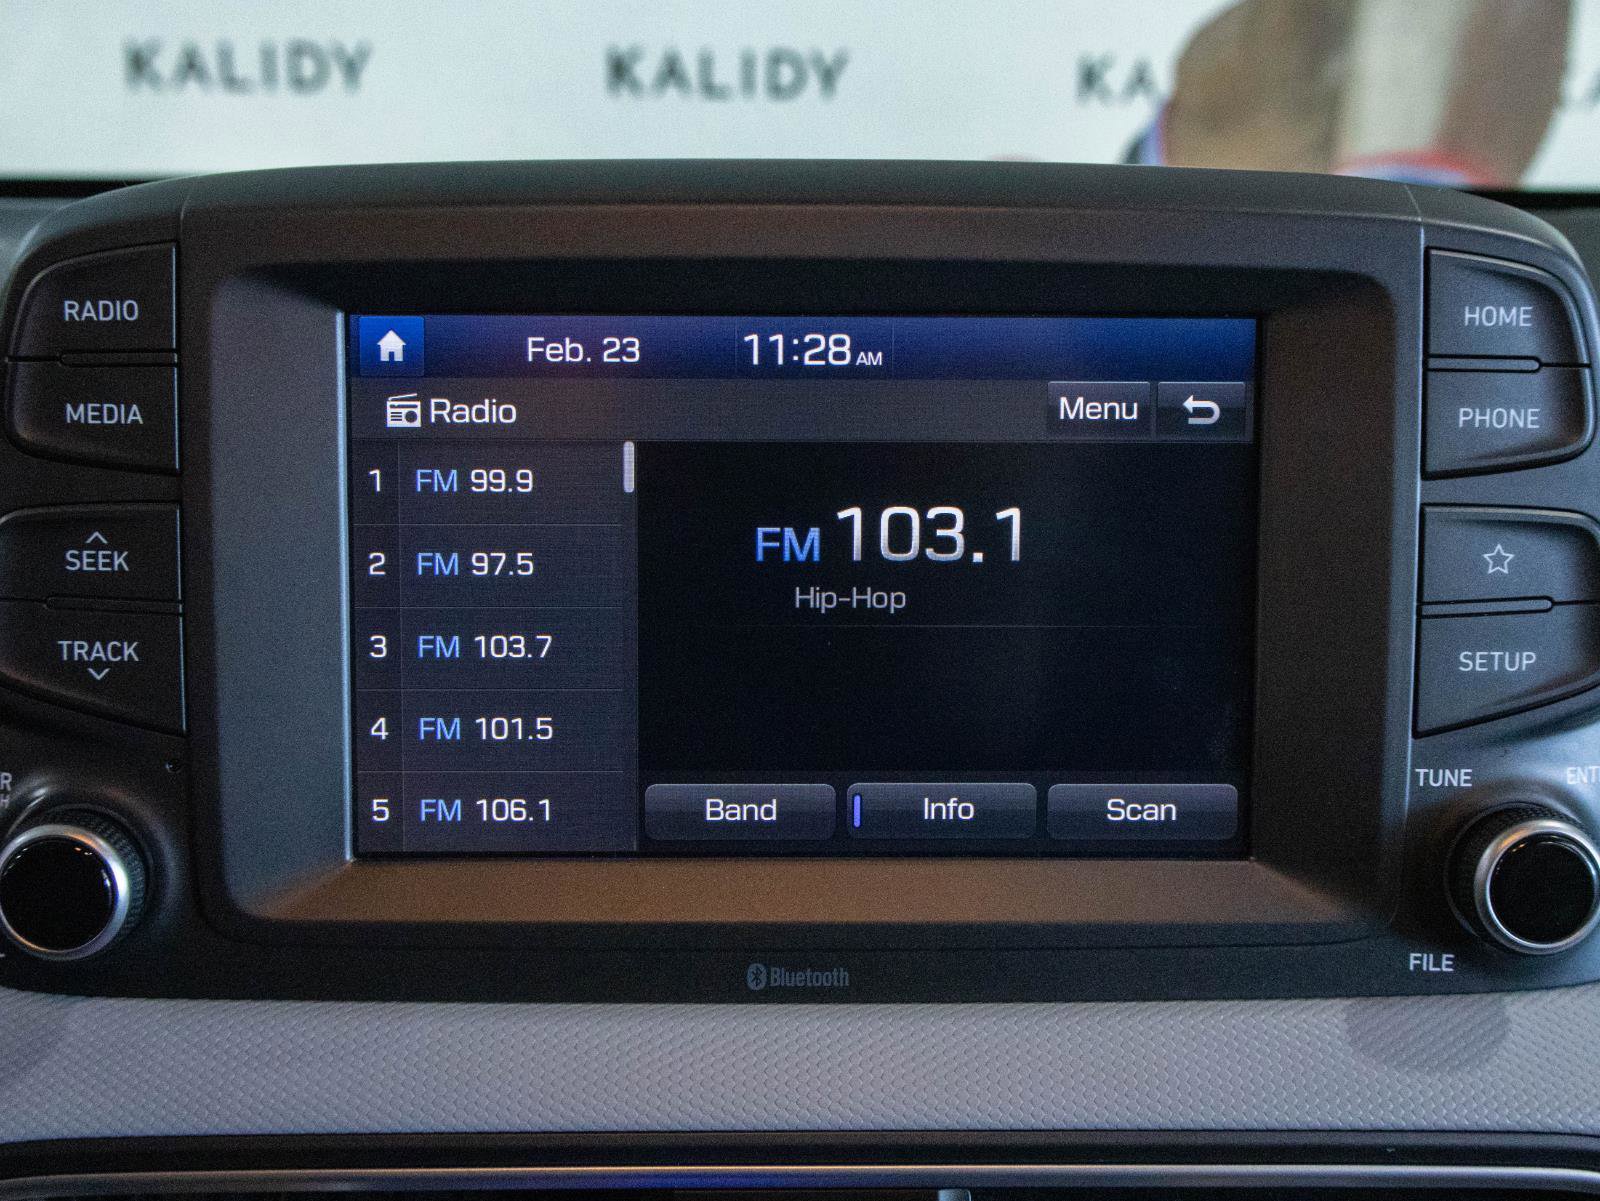 KALIDY KALIDY KA
RADIO
MEDIA
SEEK
TRACK
Feb. 23 11:28 AM
Radio Menu
1 FM 99.9
2 FM 97.5
3 FM 103.7
4 FM 101.5
5 FM 106.1
FM 103.1
Hip-Hop
Band Info Scan
HOME
PHONE
SETUP
TUNE
FILE
Bluetooth